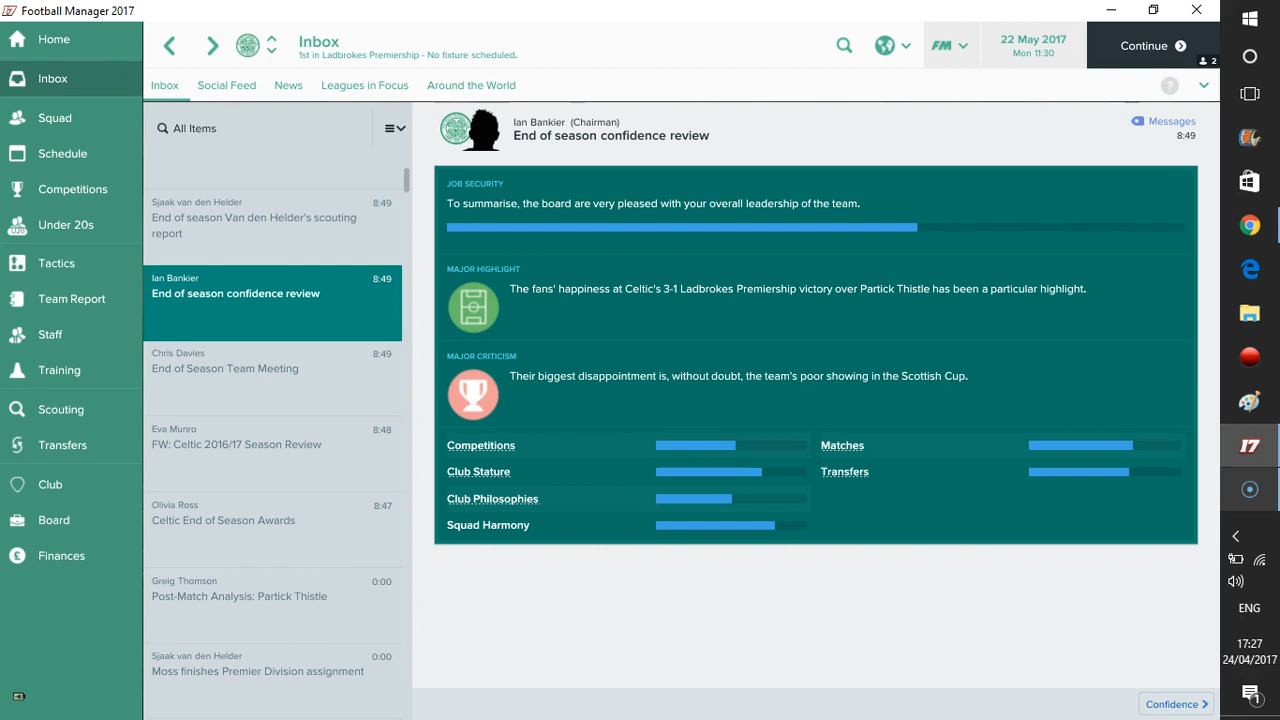 Football Manager 2017
Home
Inbox
Squad
Schedule
Competitions
Under 20s
Tactics
Team Report
Staff
Training
Scouting
Transfers
Club
Board
Finances
Inbox
1st in Ladbrokes Premiership - No fixture scheduled.
FM
22 May 2017
Mon 11:30
Continue
2
Inbox
Social Feed
News
Leagues in Focus
Around the World
?
All Items
Sjaak van den Helder 8:49
End of season Van den Helder's scouting
report
Ian Bankier 8:49
End of season confidence review
Chris Davies 8:49
End of Season Team Meeting
Eva Munro 8:48
FW: Celtic 2016/17 Season Review
Olivia Ross 8:47
Celtic End of Season Awards
Greig Thomson 0:00
Post-Match Analysis: Partick Thistle
Sjaak van den Helder 0:00
Moss finishes Premier Division assignment
Ian Bankier (Chairman)
End of season confidence review
Messages
8:49
JOB SECURITY
To summarise, the board are very pleased with your overall leadership of the team.
MAJOR HIGHLIGHT
The fans' happiness at Celtic's 3-1 Ladbrokes Premiership victory over Partick Thistle has been a particular highlight.
MAJOR CRITICISM
Their biggest disappointment is, without doubt, the team's poor showing in the Scottish Cup.
Competitions
Matches
Club Stature
Transfers
Club Philosophies
Squad Harmony
Confidence
17
ENG
17:27
24/04/2017
1